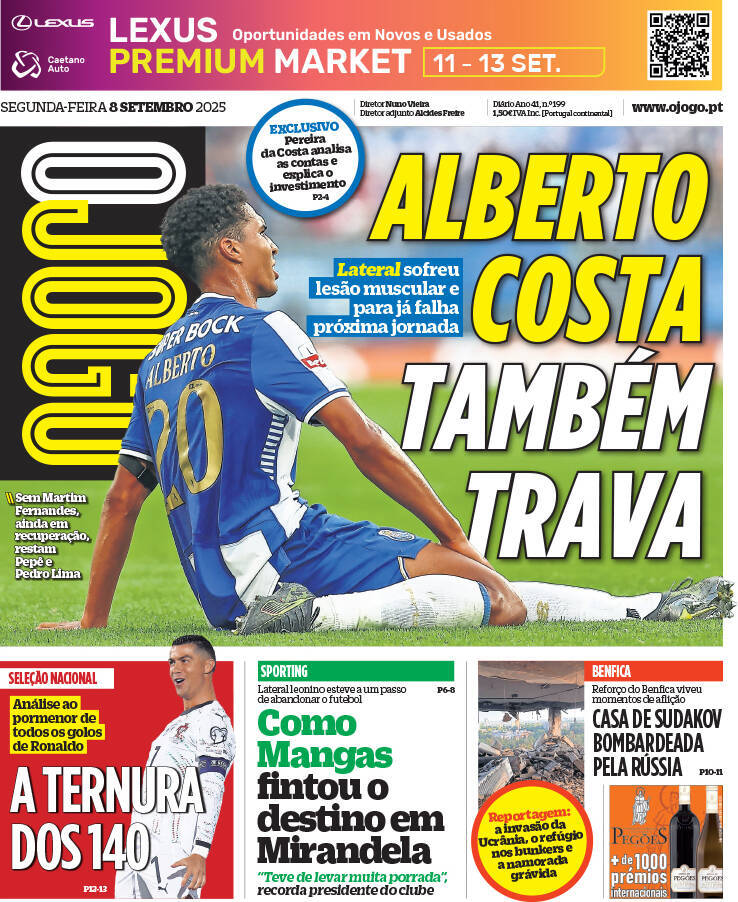 LEXUS
Caetano
Auto
LEXUS Oportunidades em Novos e Usados
PREMIUM MARKET 11 - 13 SET.
SEGUNDA-FEIRA 8 SETEMBRO 2025
Diretor Nuno Vieira
Diretor adjunto Alcides Freire
Diário Ano 41, n.º 199
1,50€ IVA Inc. [Portugal continental]
www.ojogo.pt
O JOGO
EXCLUSIVO
Pereira
da Costa analisa
as contas e
explica o
investimento
P2-4
ALBERTO
COSTA
TAMBÉM
TRAVA
Lateral sofreu
lesão muscular e
para já falha
próxima jornada
SUPER BOCK
ALBERTO
20
\\ Sem Martim
Fernandes,
ainda em
recuperação,
restam
Pepê e
Pedro Lima
SELEÇÃO NACIONAL
Análise ao
pormenor de
todos os golos
de Ronaldo
A TERNURA
DOS 140
P12-13
7
SPORTING
Lateral leonino esteve a um passo
de abandonar o futebol
P6-8
Como
Mangas
fintou o
destino em
Mirandela
“Teve de levar muita porrada”,
recorda presidente do clube
BENFICA
Reforço do Benfica viveu
momentos de aflição
CASA DE SUDAKOV
BOMBARDEADA
PELA RÚSSIA
P10-11
Reportagem:
a invasão da
Ucrânia, o refúgio
nos bunkers e
a namorada
grávida
PEGÕES
+ de 1000
prémios
internacionais
PEGÕES
PEGÕES